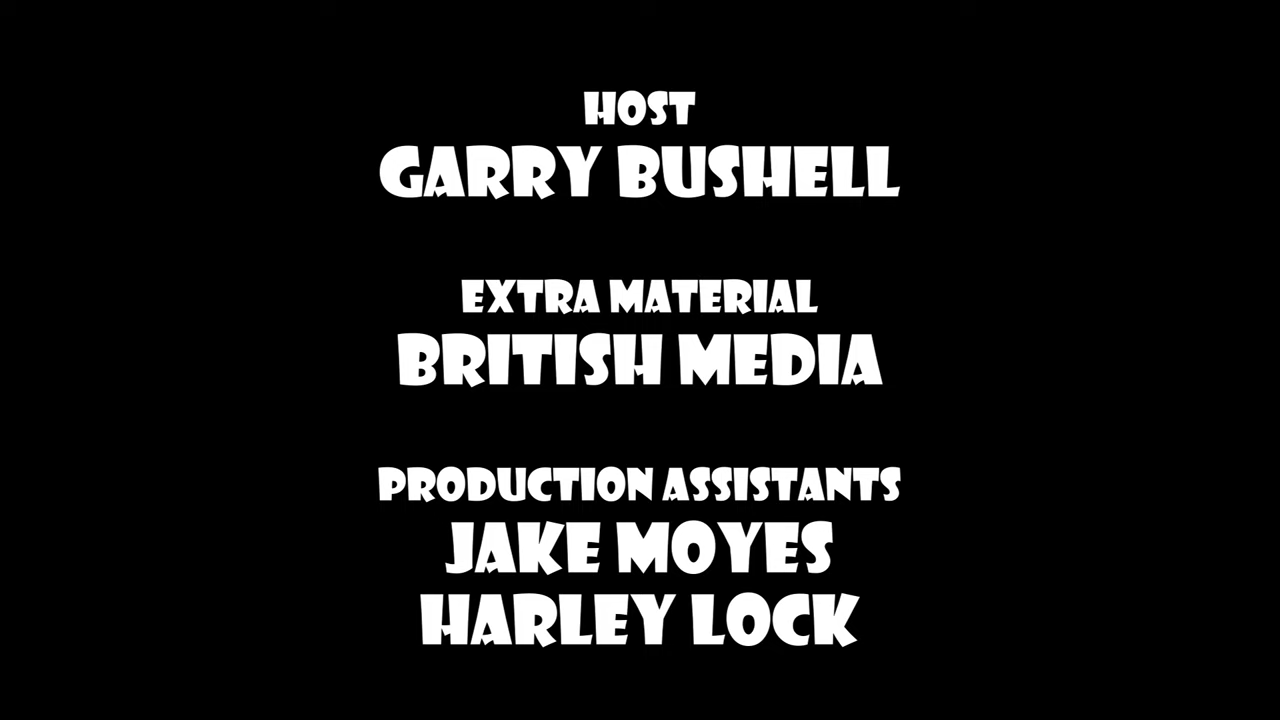 HOST
GARRY BUSHELL
EXTRA MATERIAL
BRITISH MEDIA
PRODUCTION ASSISTANTS
JAKE MOYES
HARLEY LOCK